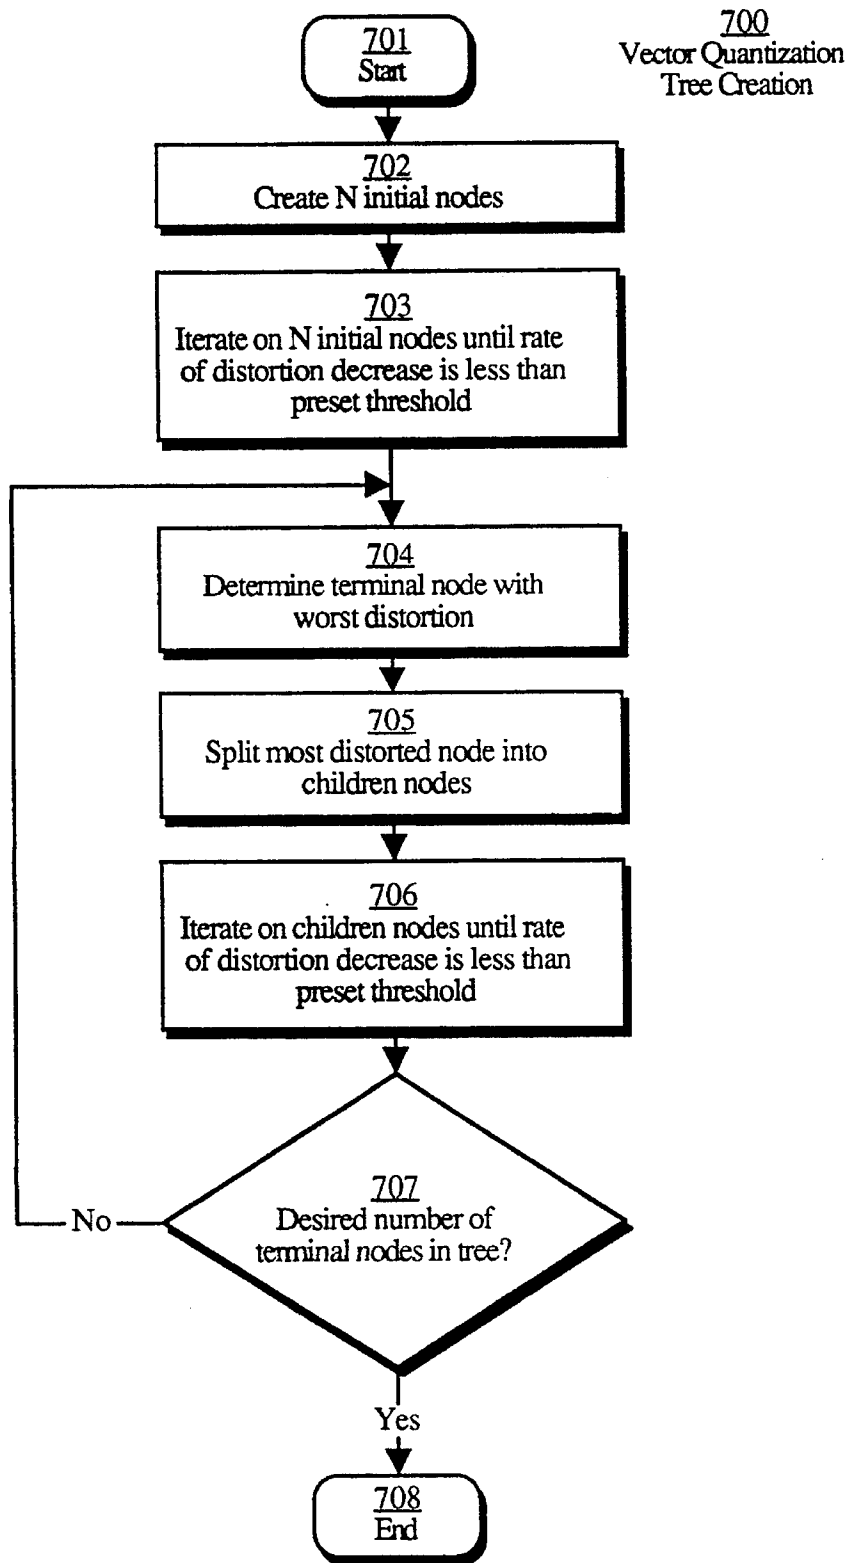 700
Vector Quantization
Tree Creation
701
Start
702
Create N initial nodes
703
Iterate on N initial nodes until rate
of distortion decrease is less than
preset threshold
704
Determine terminal node with
worst distortion
705
Split most distorted node into
children nodes
706
Iterate on children nodes until rate
of distortion decrease is less than
preset threshold
707
Desired number of
terminal nodes in tree?
No
Yes
708
End